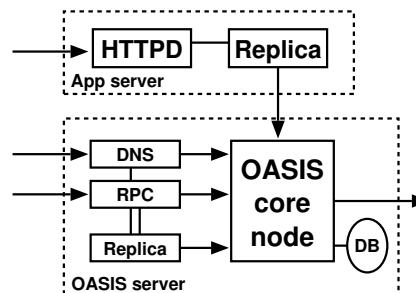 HTTPD
Replica
App server
DNS
RPC
Replica
OASIS
core
node
DB
OASIS server